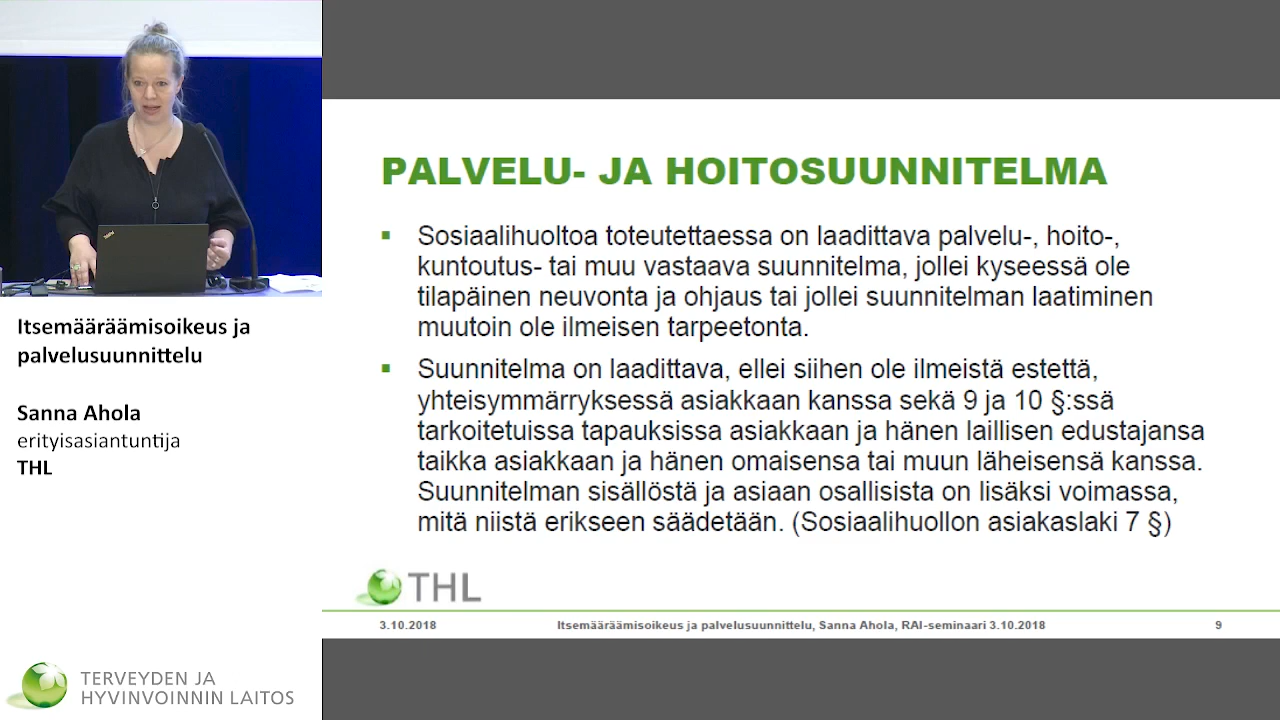 Itsemääräämisoikeus ja
palvelusuunnittelu
Sanna Ahola
erityisasiantuntija
THL
TERVEYDEN JA
HYVINVOINNIN LAITOS
PALVELU- JA HOITOSUUNNITELMA
▪ Sosiaalihuoltoa toteutettaessa on laadittava palvelu-, hoito-,
kuntoutus- tai muu vastaava suunnitelma, jollei kyseessä ole
tilapäinen neuvonta ja ohjaus tai jollei suunnitelman laatiminen
muutoin ole ilmeisen tarpeetonta.
▪ Suunnitelma on laadittava, ellei siihen ole ilmeistä estettä,
yhteisymmärryksessä asiakkaan kanssa sekä 9 ja 10 §:ssä
tarkoitetuissa tapauksissa asiakkaan ja hänen laillisen edustajansa
taikka asiakkaan ja hänen omaisensa tai muun läheisensä kanssa.
Suunnitelman sisällöstä ja asiaan osallisista on lisäksi voimassa,
mitä niistä erikseen säädetään. (Sosiaalihuollon asiakaslaki 7 §)
THL
3.10.2018 Itsemääräämisoikeus ja palvelusuunnittelu, Sanna Ahola, RAI-seminaari 3.10.2018 9